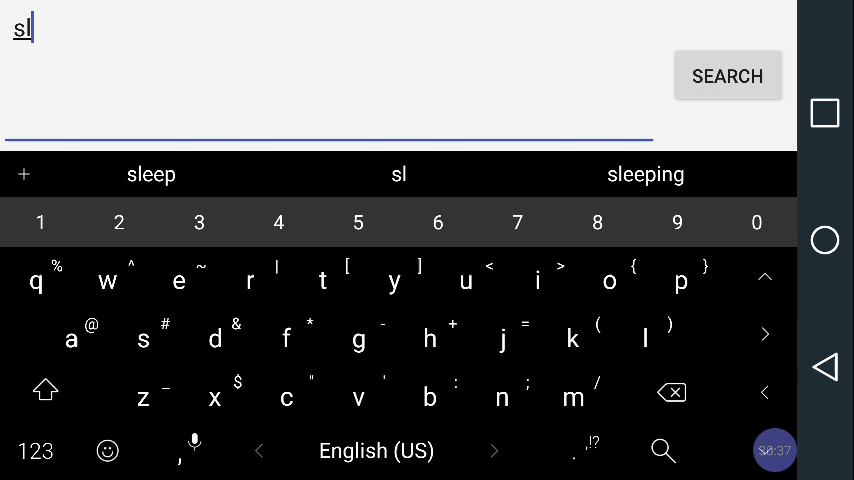 sl
SEARCH
+ sleep sl sleeping
1 2 3 4 5 6 7 8 9 0
q % w ^ e ~ r | t [ y ] u < i > o { p }
a @ s # d & f * g - h + j = k ( l )
z _ x $ c " v ' b : n ; m /
123 , < English (US) > . ,!?